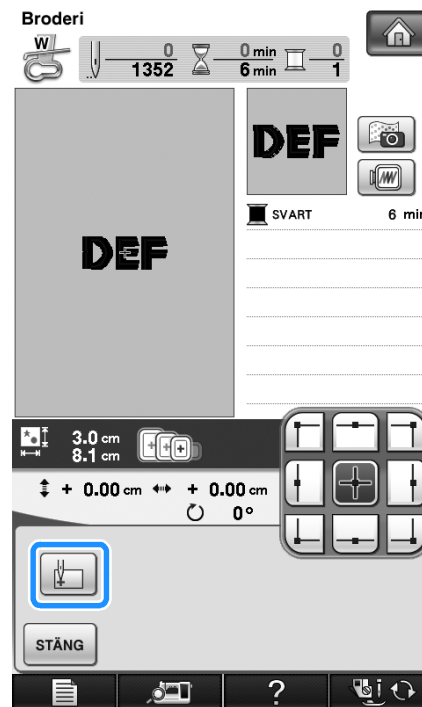 Broderi
W
0
1352
0 min
6 min
0
1
DEF
DEF
SVART 6 min
3.0 cm
8.1 cm
+ 0.00 cm + 0.00 cm
0°
STÄNG
?